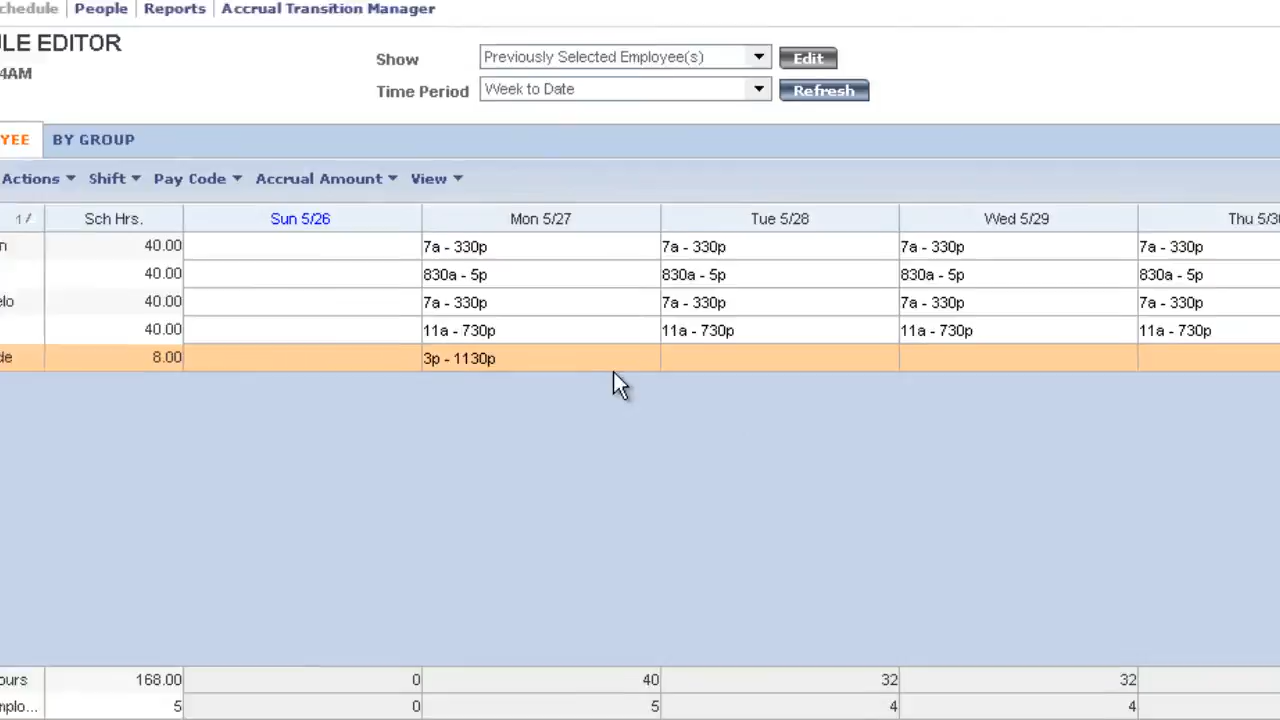 chedule People Reports Accrual Transition Manager
LE EDITOR
4AM
Show Previously Selected Employee(s) Edit
Time Period Week to Date Refresh
YEE BY GROUP
Actions Shift Pay Code Accrual Amount View
1 Sch Hrs. Sun 5/26 Mon 5/27 Tue 5/28 Wed 5/29 Thu 5/30
n 40.00 7a - 330p 7a - 330p 7a - 330p 7a - 330p
40.00 830a - 5p 830a - 5p 830a - 5p 830a - 5p
elo 40.00 7a - 330p 7a - 330p 7a - 330p 7a - 330p
40.00 11a - 730p 11a - 730p 11a - 730p 11a - 730p
de 8.00 3p - 1130p
ours 168.00 0 40 32 32
mplo... 5 0 5 4 4